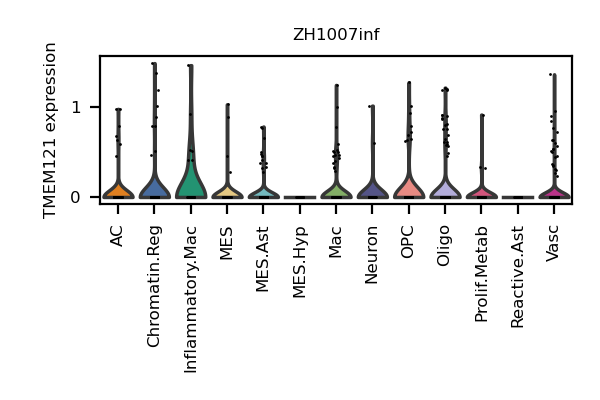 ZH1007inf
TMEM121 expression
1
0
AC
Chromatin.Reg
Inflammatory.Mac
MES
MES.Ast
MES.Hyp
Mac
Neuron
OPC
Oligo
Prolif.Metab
Reactive.Ast
Vasc